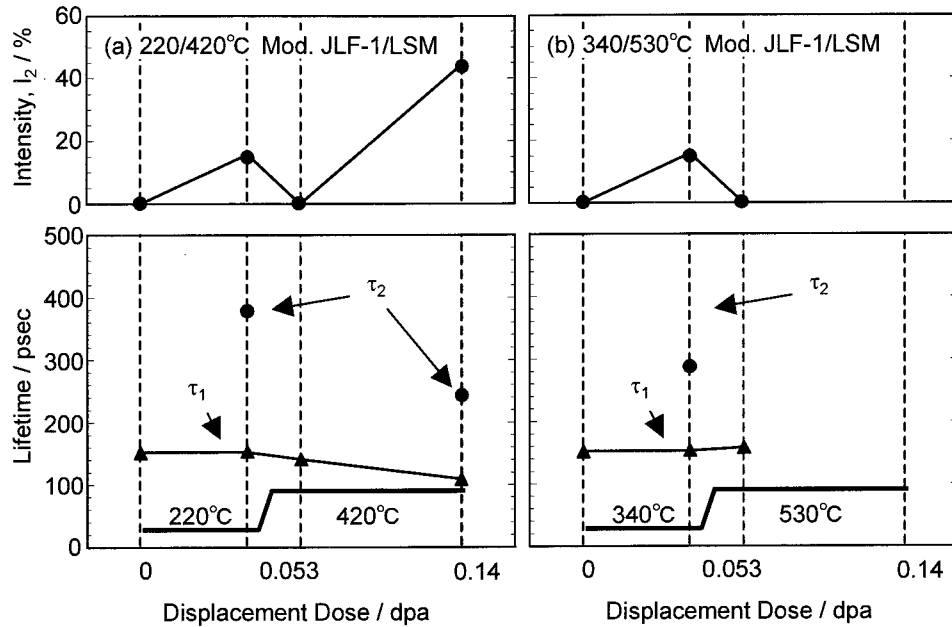 (a) 220/420°C Mod. JLF-1/LSM
(b) 340/530°C Mod. JLF-1/LSM
Intensity, I₂ / %
60
40
20
0
Lifetime / psec
500
400
300
200
100
0
τ₂
τ₁
220°C
420°C
τ₂
τ₁
340°C
530°C
0
0.053
0.14
0
0.053
0.14
Displacement Dose / dpa
Displacement Dose / dpa